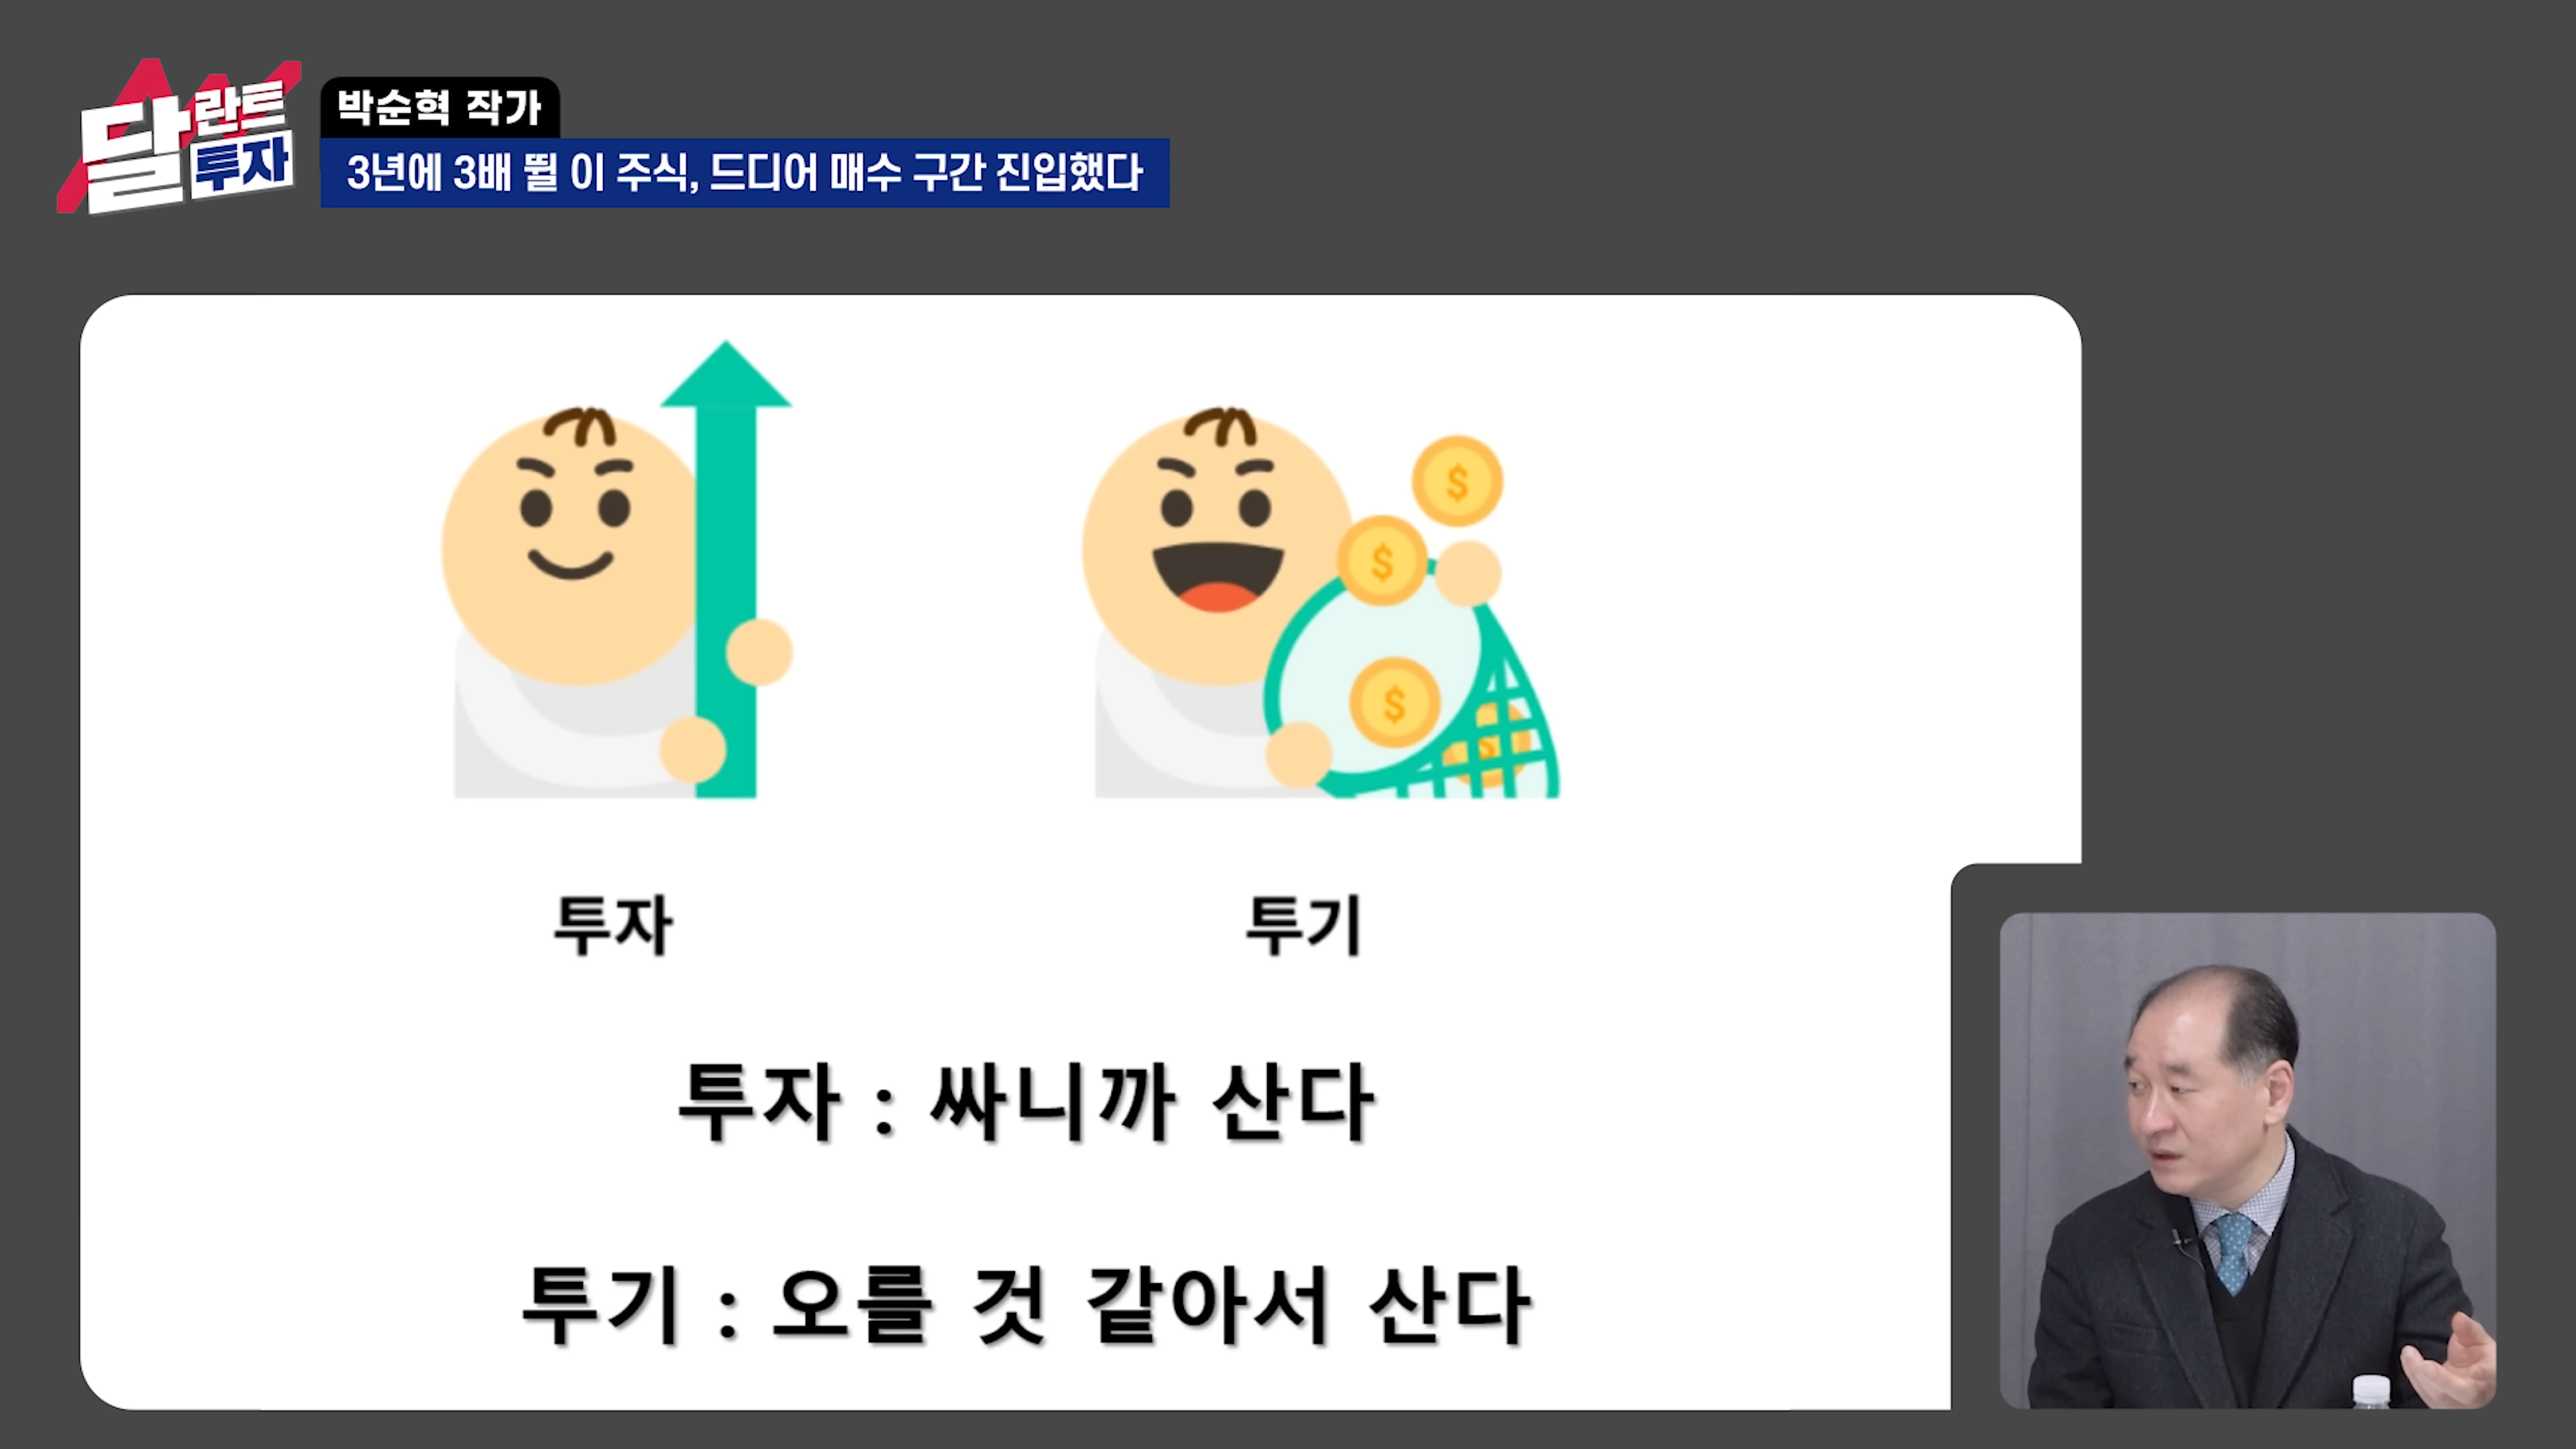 달란트
투자
박순혁 작가
3년에 3배 뛸 이 주식, 드디어 매수 구간 진입했다
$
$
$
$
투자
투기
투자 : 싸니까 산다
투기 : 오를 것 같아서 산다